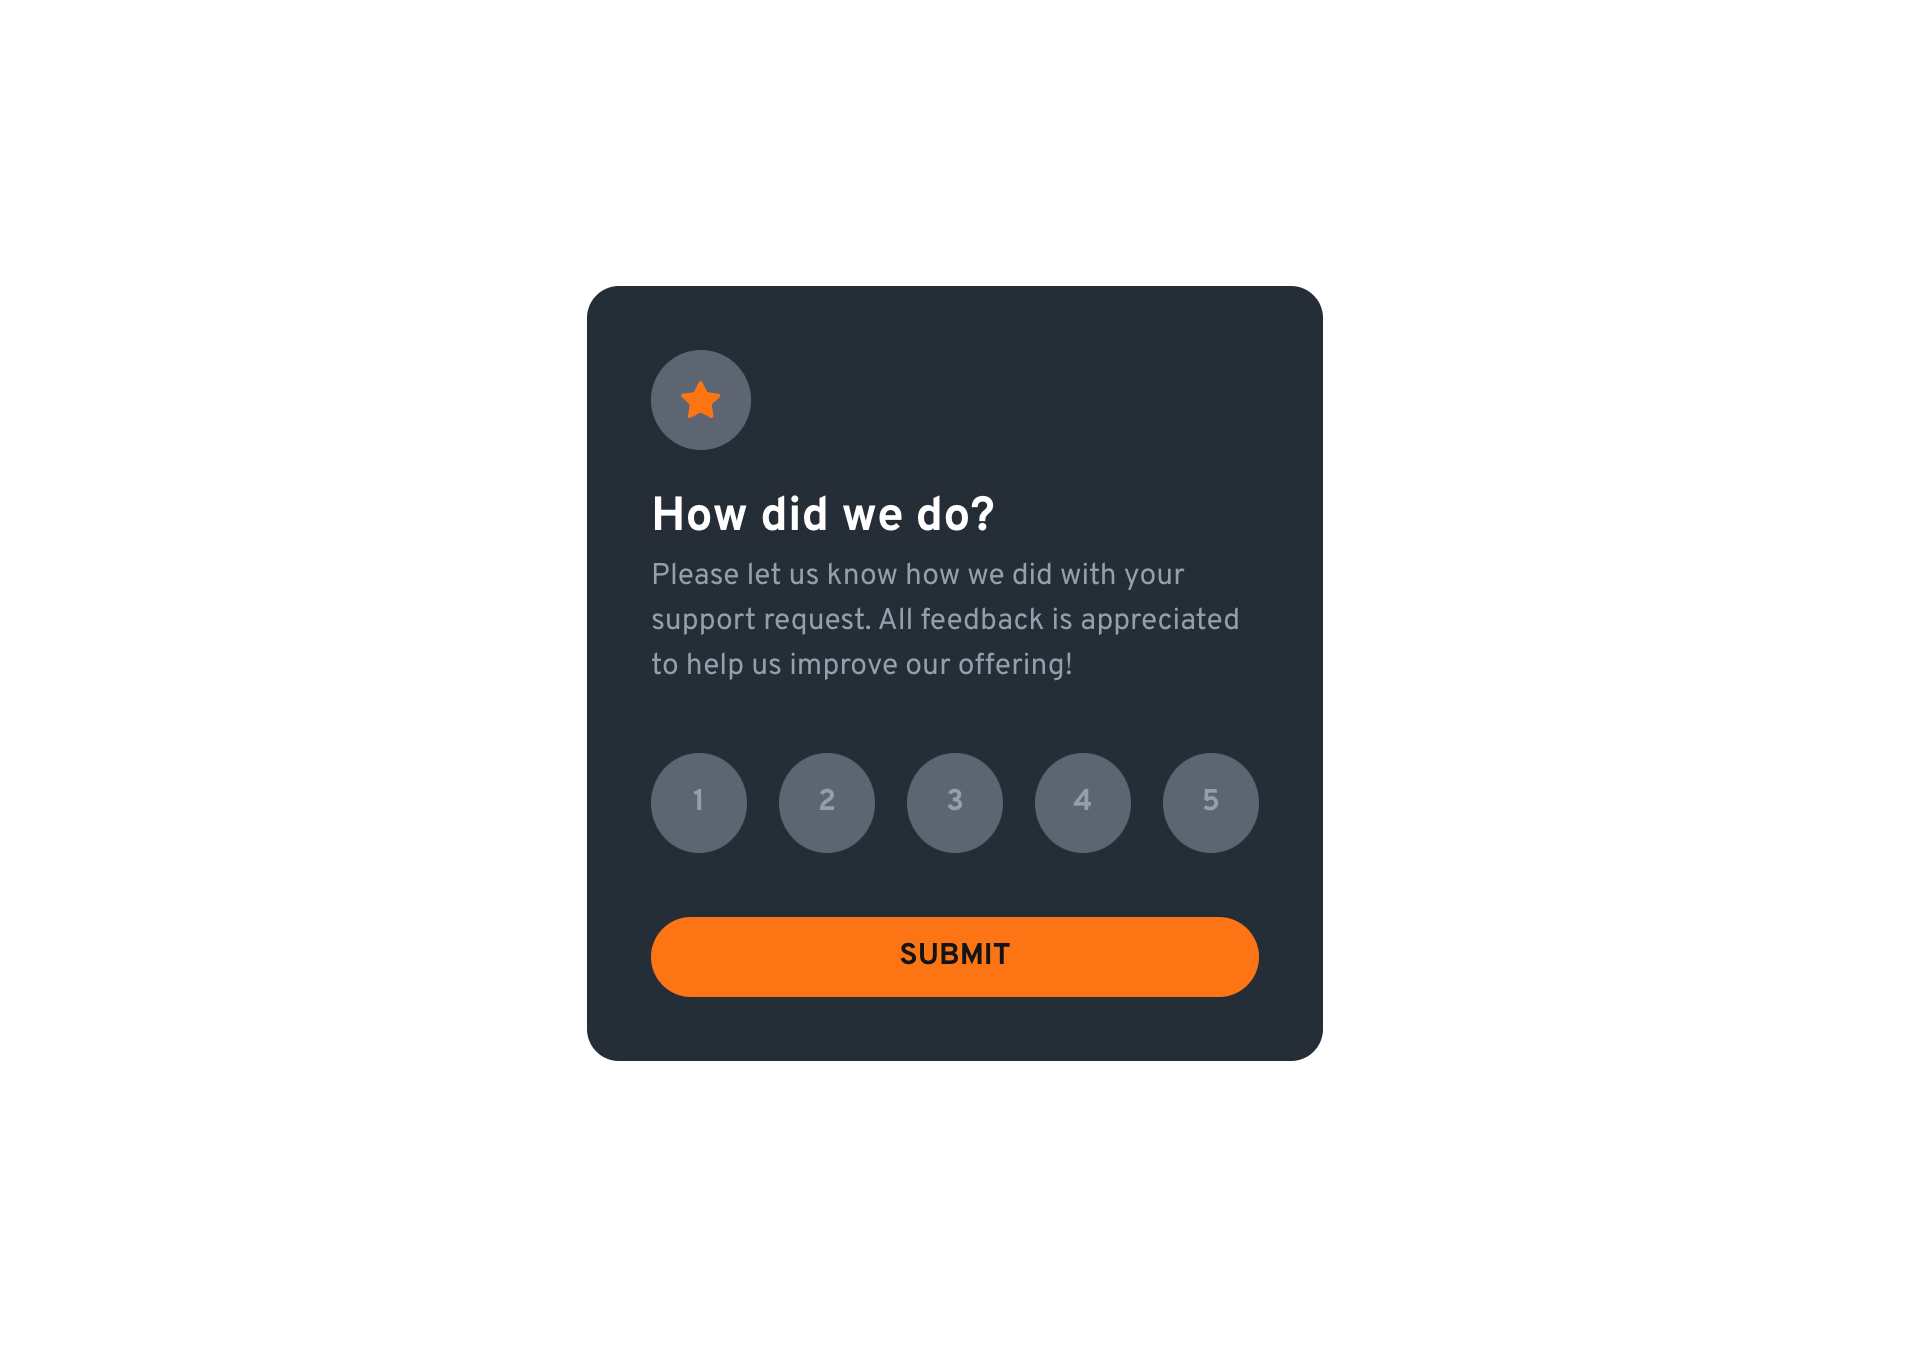 How did we do?
Please let us know how we did with your
support request. All feedback is appreciated
to help us improve our offering!
1 2 3 4 5
SUBMIT